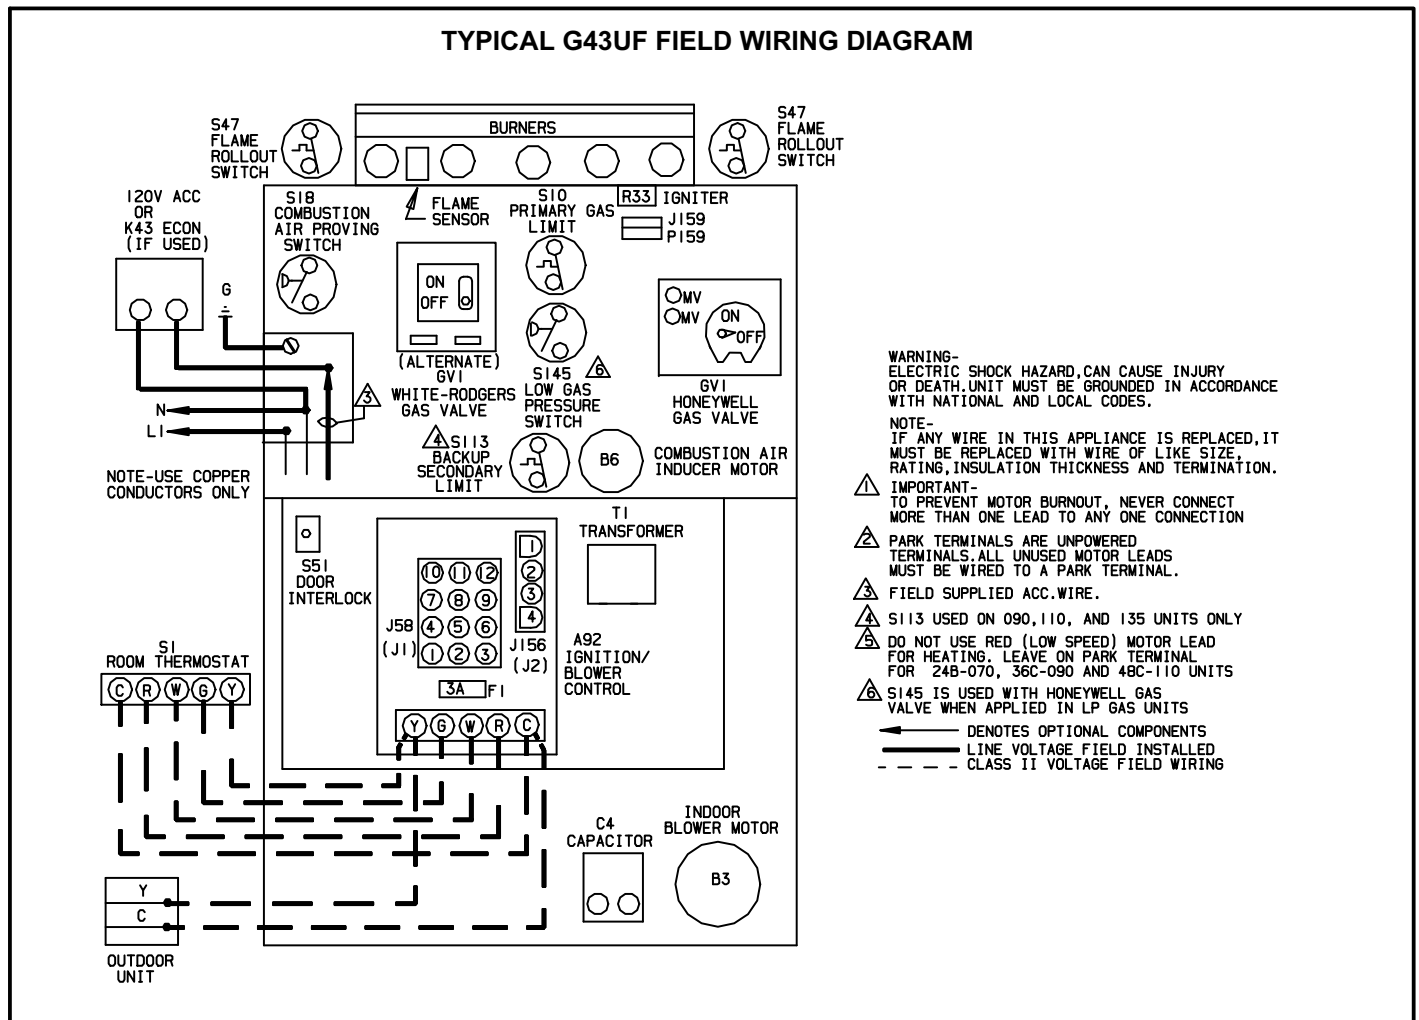 TYPICAL G43UF FIELD WIRING DIAGRAM
S47
FLAME
ROLLOUT
SWITCH
BURNERS
S47
FLAME
ROLLOUT
SWITCH
120V ACC
OR
K43 ECON
(IF USED)
S18
COMBUSTION
AIR PROVING
SWITCH
FLAME
SENSOR
S10
PRIMARY GAS
LIMIT
R33
IGNITER
J159
P159
G
ON
OFF
(ALTERNATE)
GV1
WHITE-RODGERS
GAS VALVE
S145
LOW GAS
PRESSURE
SWITCH
6
MV
MV
ON
OFF
GV1
HONEYWELL
GAS VALVE
3
N
L1
NOTE-USE COPPER
CONDUCTORS ONLY
4
S113
BACKUP
SECONDARY
LIMIT
B6
COMBUSTION AIR
INDUCER MOTOR
S51
DOOR
INTERLOCK
T1
TRANSFORMER
10 11 12
7 8 9
4 5 6
1 2 3
J58
(J1)
1
2
3
4
J156
(J2)
A92
IGNITION/
BLOWER
CONTROL
3A
F1
Y G W R C
S1
ROOM THERMOSTAT
C R W G Y
C4
CAPACITOR
INDOOR
BLOWER MOTOR
B3
Y
C
OUTDOOR
UNIT
WARNING-
ELECTRIC SHOCK HAZARD,CAN CAUSE INJURY
OR DEATH.UNIT MUST BE GROUNDED IN ACCORDANCE
WITH NATIONAL AND LOCAL CODES.
NOTE-
IF ANY WIRE IN THIS APPLIANCE IS REPLACED,IT
MUST BE REPLACED WITH WIRE OF LIKE SIZE,
RATING,INSULATION THICKNESS AND TERMINATION.
1 IMPORTANT-
TO PREVENT MOTOR BURNOUT, NEVER CONNECT
MORE THAN ONE LEAD TO ANY ONE CONNECTION
2 PARK TERMINALS ARE UNPOWERED
TERMINALS.ALL UNUSED MOTOR LEADS
MUST BE WIRED TO A PARK TERMINAL.
3 FIELD SUPPLIED ACC.WIRE.
4 S113 USED ON 090,110, AND 135 UNITS ONLY
5 DO NOT USE RED (LOW SPEED) MOTOR LEAD
FOR HEATING. LEAVE ON PARK TERMINAL
FOR 24B-070, 36C-090 AND 48C-110 UNITS
6 S145 IS USED WITH HONEYWELL GAS
VALVE WHEN APPLIED IN LP GAS UNITS
DENOTES OPTIONAL COMPONENTS
LINE VOLTAGE FIELD INSTALLED
CLASS II VOLTAGE FIELD WIRING